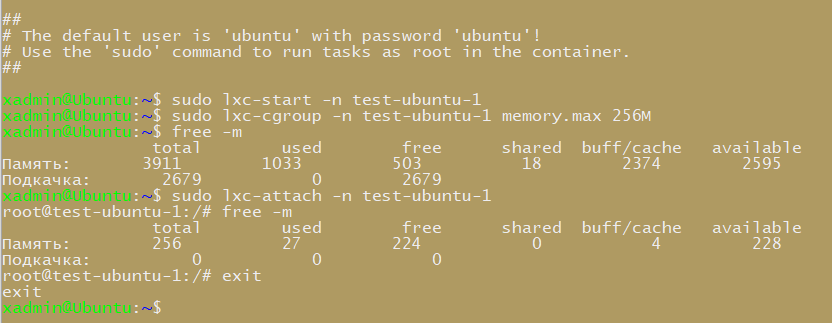 ##
# The default user is 'ubuntu' with password 'ubuntu'!
# Use the 'sudo' command to run tasks as root in the container.
##
xadmin@Ubuntu:~$ sudo lxc-start -n test-ubuntu-1
xadmin@Ubuntu:~$ sudo lxc-cgroup -n test-ubuntu-1 memory.max 256M
xadmin@Ubuntu:~$ free -m
total used free shared buff/cache available
Память: 3911 1033 503 18 2374 2595
Подкачка: 2679 0 2679
xadmin@Ubuntu:~$ sudo lxc-attach -n test-ubuntu-1
root@test-ubuntu-1:/# free -m
total used free shared buff/cache available
Память: 256 27 224 0 4 228
Подкачка: 0 0 0
root@test-ubuntu-1:/# exit
exit
xadmin@Ubuntu:~$